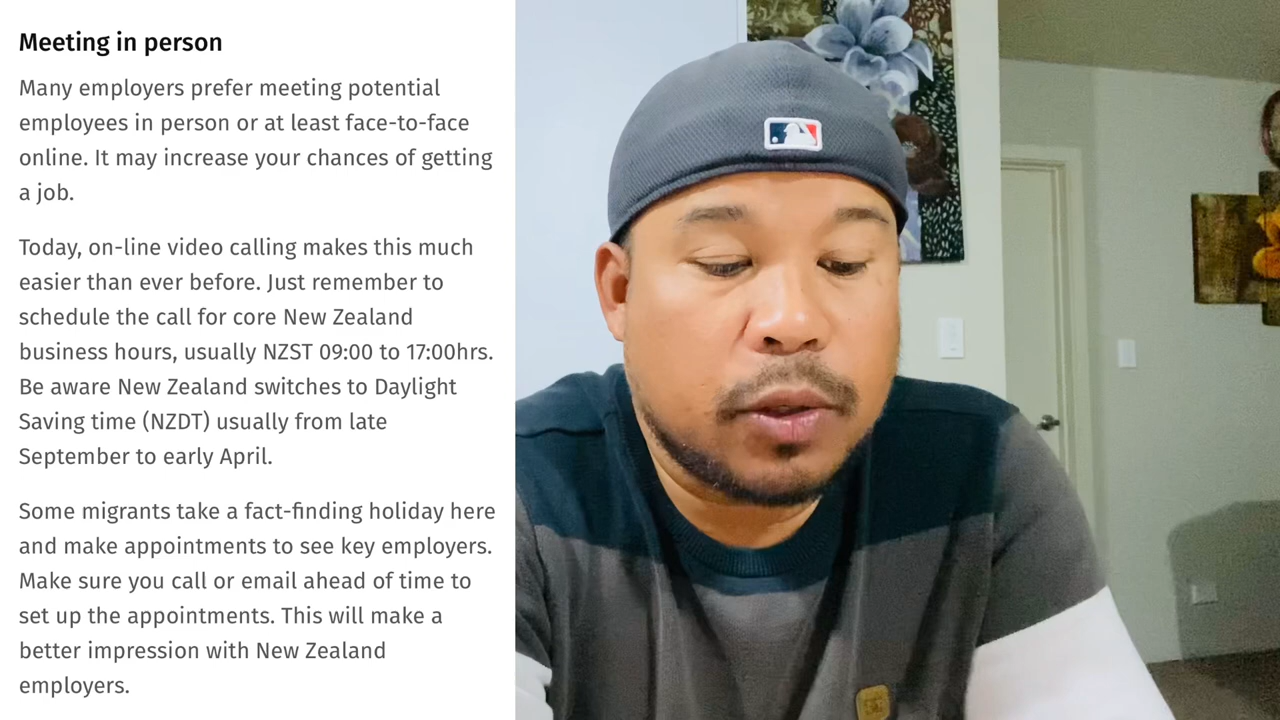 Meeting in person
Many employers prefer meeting potential
employees in person or at least face-to-face
online. It may increase your chances of getting
a job.
Today, on-line video calling makes this much
easier than ever before. Just remember to
schedule the call for core New Zealand
business hours, usually NZST 09:00 to 17:00hrs.
Be aware New Zealand switches to Daylight
Saving time (NZDT) usually from late
September to early April.
Some migrants take a fact-finding holiday here
and make appointments to see key employers.
Make sure you call or email ahead of time to
set up the appointments. This will make a
better impression with New Zealand
employers.